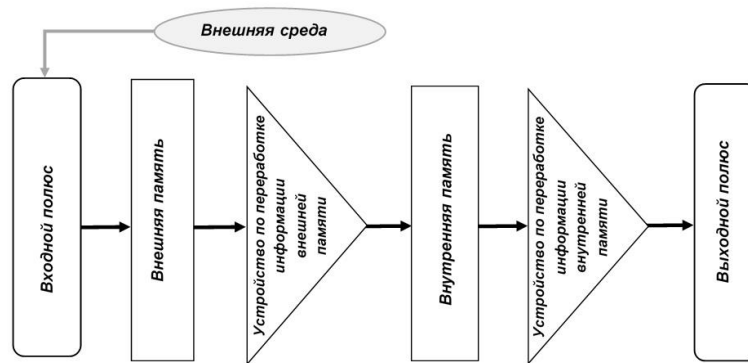 Внешняя среда
Входной полюс
Внешняя память
Устройство по переработке
информации
внешней
памяти
Внутренняя память
Устройство по переработке
информации
внутренней
памяти
Выходной полюс